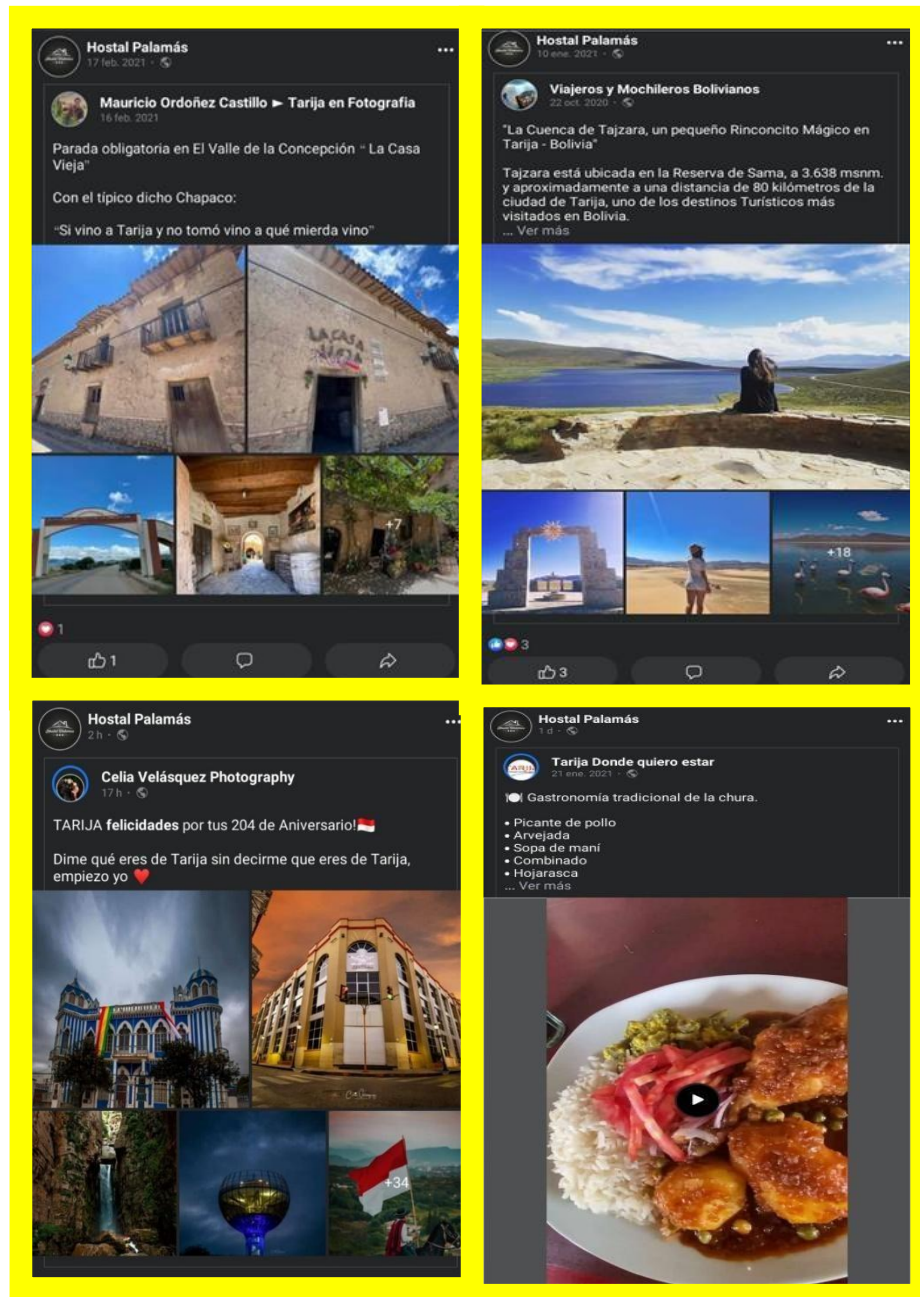 Hostal Palamás
17 feb. 2021 ·
Mauricio Ordoñez Castillo ► Tarija en Fotografia
16 feb. 2021
Parada obligatoria en El Valle de la Concepción “ La Casa
Vieja”
Con el típico dicho Chapaco:
“Si vino a Tarija y no tomó vino a qué mierda vino”
LA CASA
VIEJA
+7
1
1
Hostal Palamás
10 ene. 2021 ·
Viajeros y Mochileros Bolivianos
22 oct. 2020 ·
"La Cuenca de Tajzara, un pequeño Rinconcito Mágico en
Tarija - Bolivia"
Tajzara está ubicada en la Reserva de Sama, a 3.638 msnm.
y aproximadamente a una distancia de 80 kilómetros de la
ciudad de Tarija, uno de los destinos Turísticos más
visitados en Bolivia.
... Ver más
+18
3
3
Hostal Palamás
2 h ·
Celia Velásquez Photography
17 h ·
TARIJA felicidades por tus 204 de Aniversario!🇮🇩
Dime qué eres de Tarija sin decirme que eres de Tarija,
empiezo yo ❤️
+34
Hostal Palamás
1 d ·
Tarija Donde quiero estar
21 ene. 2021 ·
🍽 Gastronomía tradicional de la chura.
• Picante de pollo
• Arvejada
• Sopa de maní
• Combinado
• Hojarasca
... Ver más